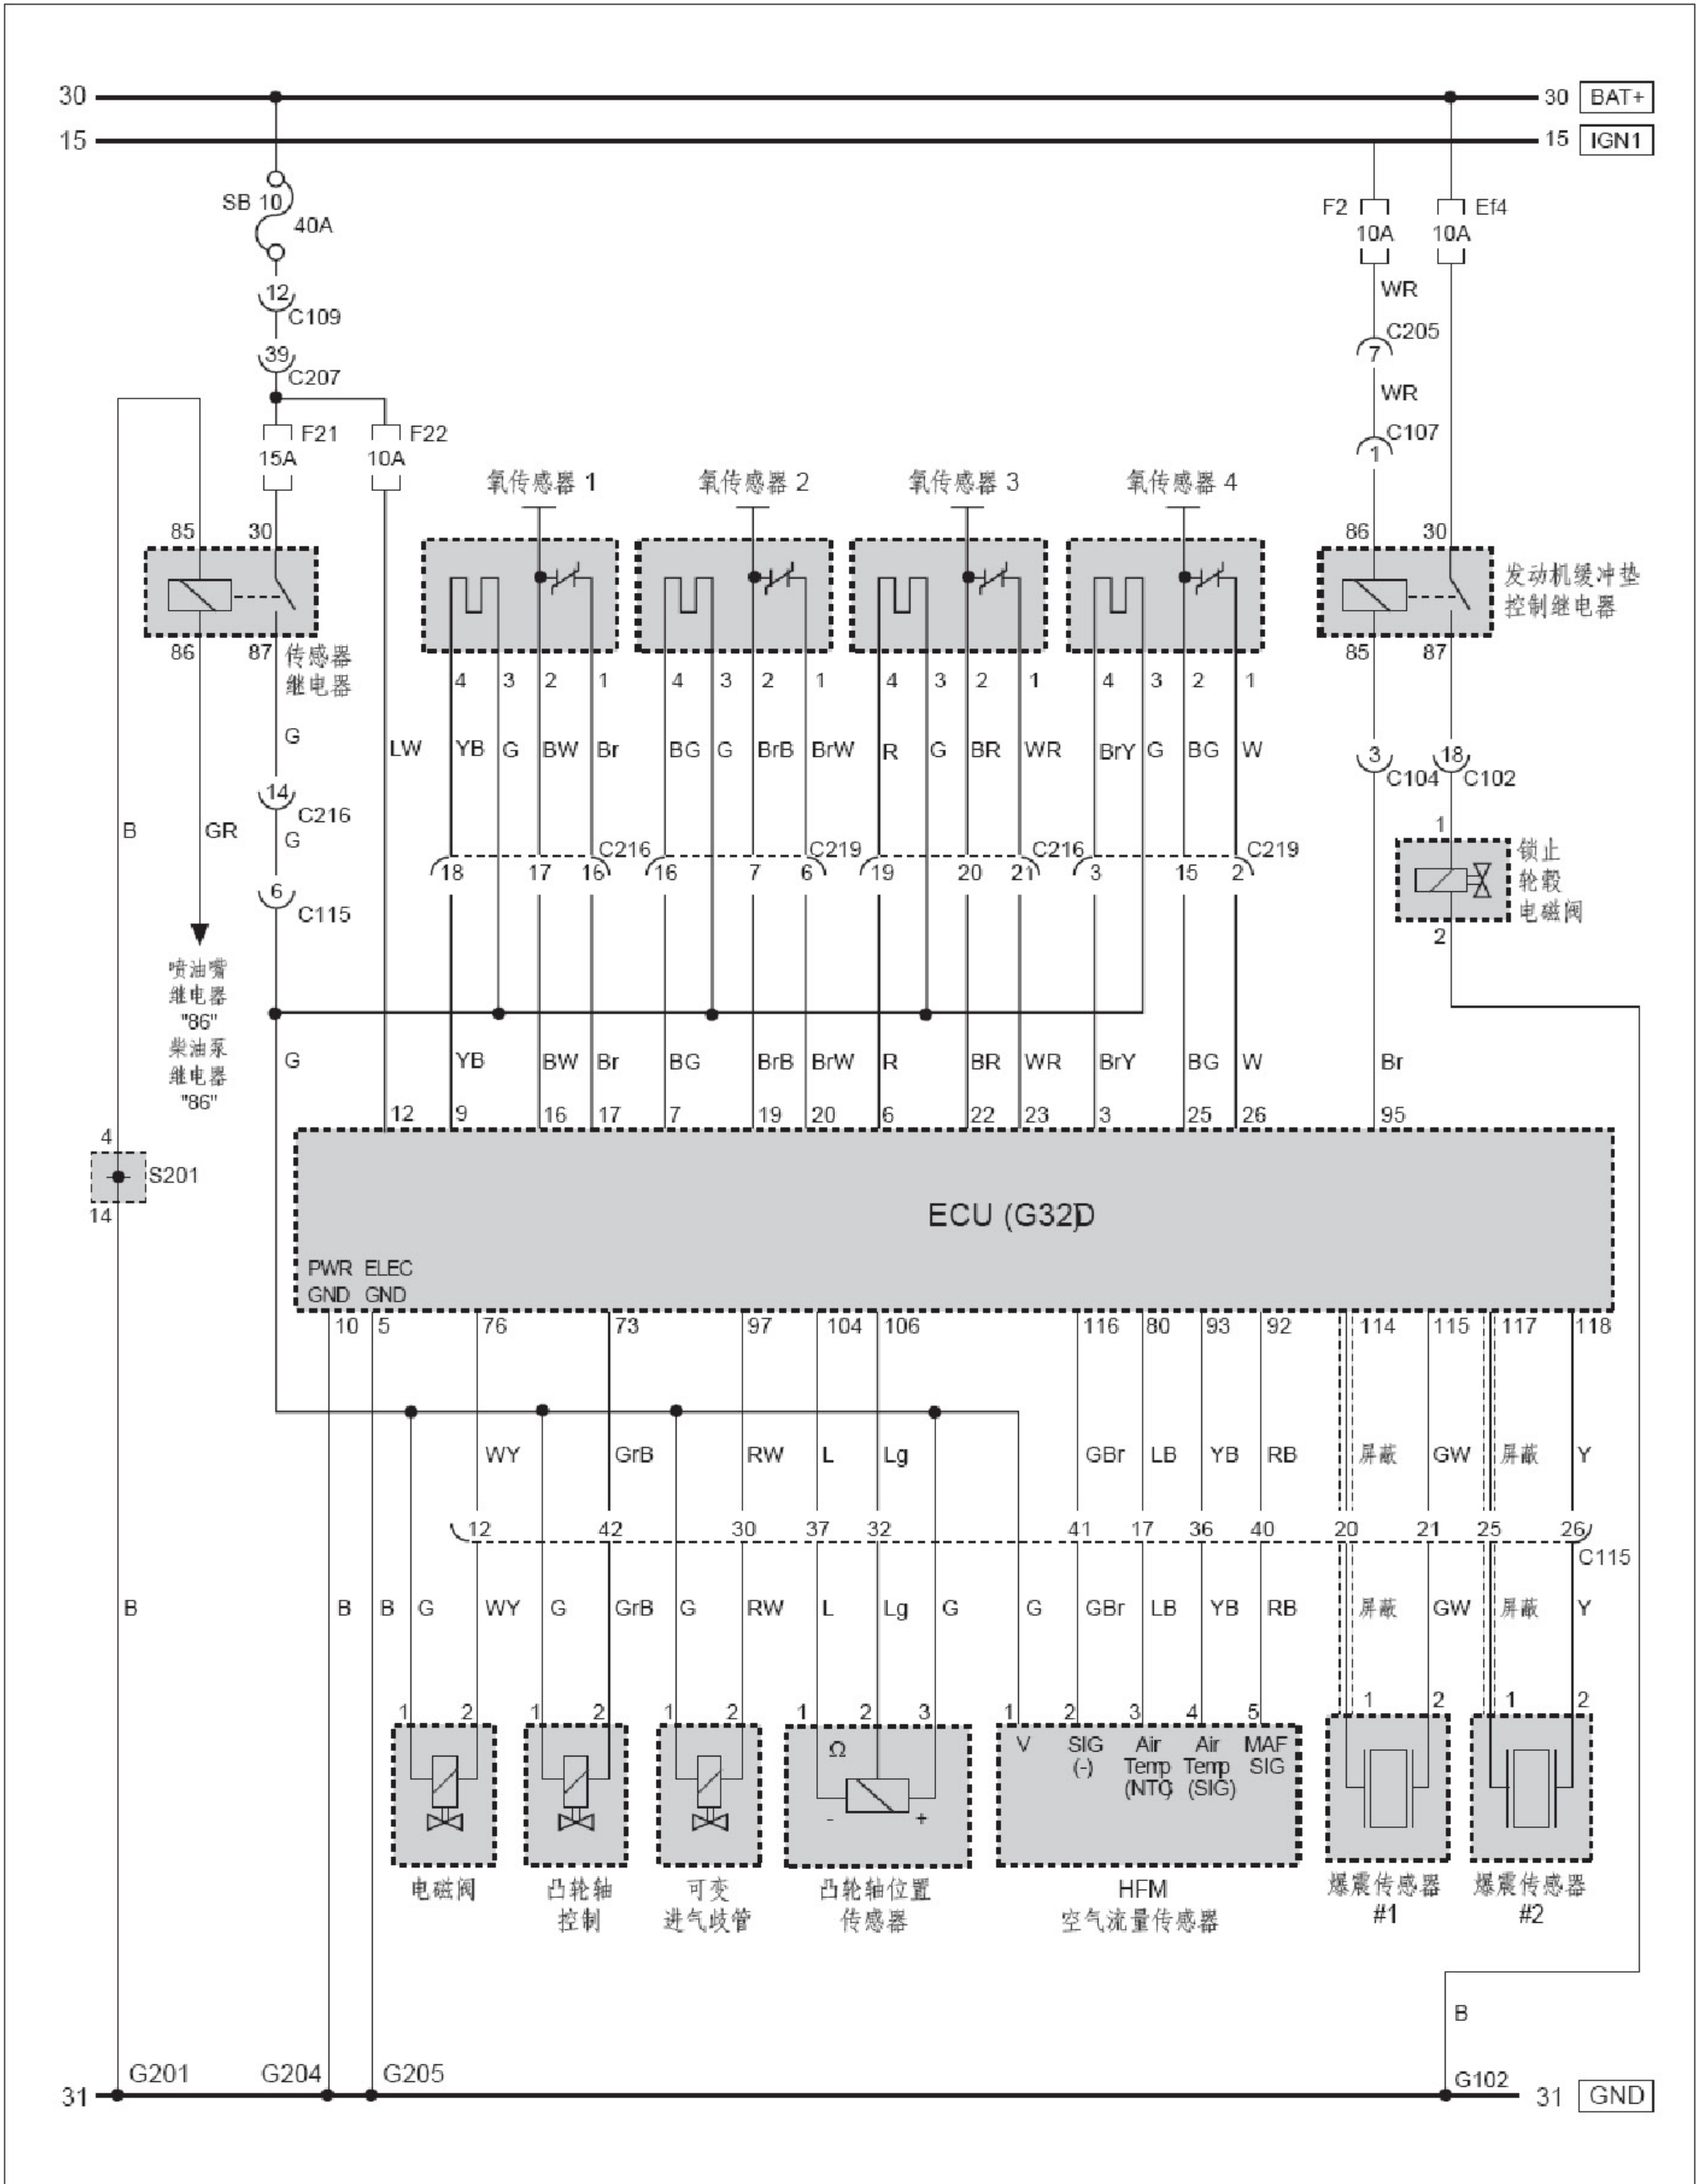 30
30 BAT+
15
15 IGN1
SB 10
40A
F2
Ef4
10A
10A
WR
12
C109
C205
7
39
C207
WR
C107
1
F21
F22
15A
10A
氧传感器 1
氧传感器 2
氧传感器 3
氧传感器 4
85 30
86 30
发动机缓冲垫
控制继电器
86 87
传感器
继电器
85 87
4 3 2 1
4 3 2 1
4 3 2 1
4 3 2 1
G
LW YB G BW Br BG G BrB BrW R G BR WR BrY G BG W
3
C104
18
C102
14
C216
B
GR
G
1
锁止
轮毂
电磁阀
2
C216
C219
C216
C219
18 17 16 16 7 6 19 20 21 3 15 2
6
C115
喷油嘴
继电器
"86"
柴油泵
继电器
"86"
G YB BW Br BG BrB BrW R BR WR BrY BG W Br
12 9 16 17 7 19 20 6 22 23 3 25 26 95
4
S201
14
ECU (G32D)
PWR ELEC
GND GND
10 5 76 73 97 104 106 116 80 93 92 114 115 117 118
WY GrB RW L Lg GBr LB YB RB 屏蔽 GW 屏蔽 Y
12 42 30 37 32 41 17 36 40 20 21 25 26
C115
B B B G WY G GrB G RW L Lg G G GBr LB YB RB 屏蔽 GW 屏蔽 Y
1 2 1 2 1 2 1 2 3 1 2 3 4 5 1 2 1 2
Ω
- +
V SIG Air Air MAF
(-) Temp Temp SIG
(NTC) (SIG)
电磁阀
凸轮轴
控制
可变
进气歧管
凸轮轴位置
传感器
HFM
空气流量传感器
爆震传感器
#1
爆震传感器
#2
B
G201 G204 G205 G102
31
31 GND